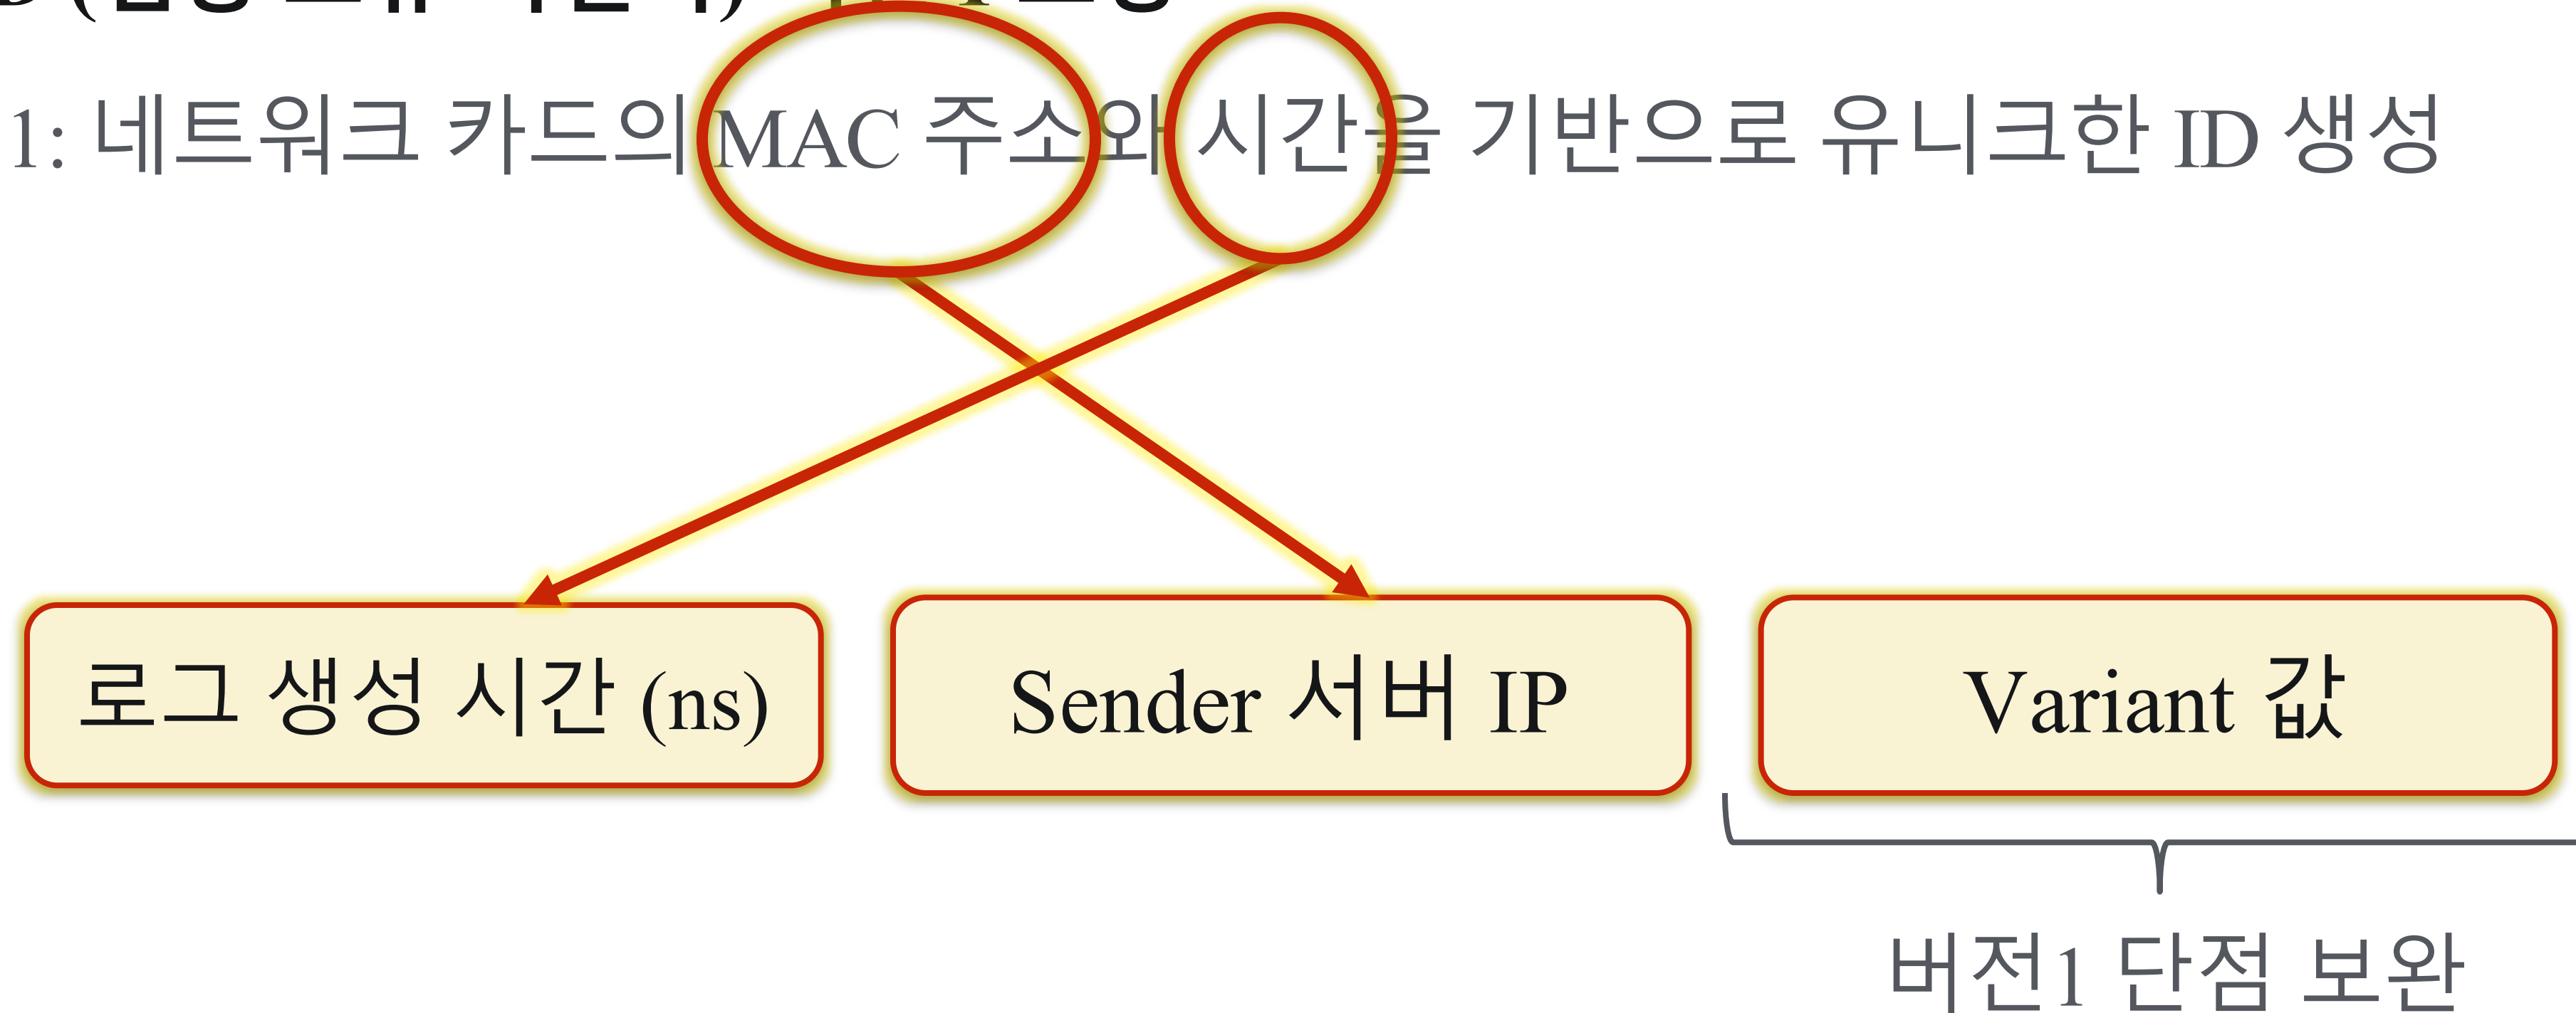 1: 네트워크 카드의 MAC 주소와 시간을 기반으로 유니크한 ID 생성
로그 생성 시간 (ns)
Sender 서버 IP
Variant 값
버전1 단점 보완